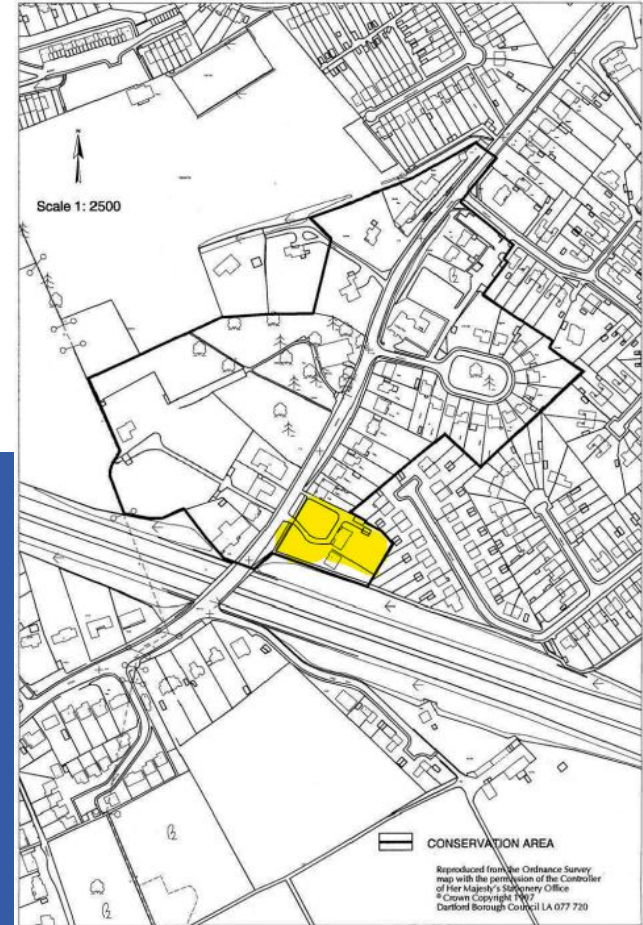 N
Scale 1: 2500
CONSERVATION AREA
Reproduced from the Ordnance Survey
map with the permission of the Controller
of Her Majesty's Stationery Office
© Crown Copyright 1997
Dartford Borough Council LA 077 720